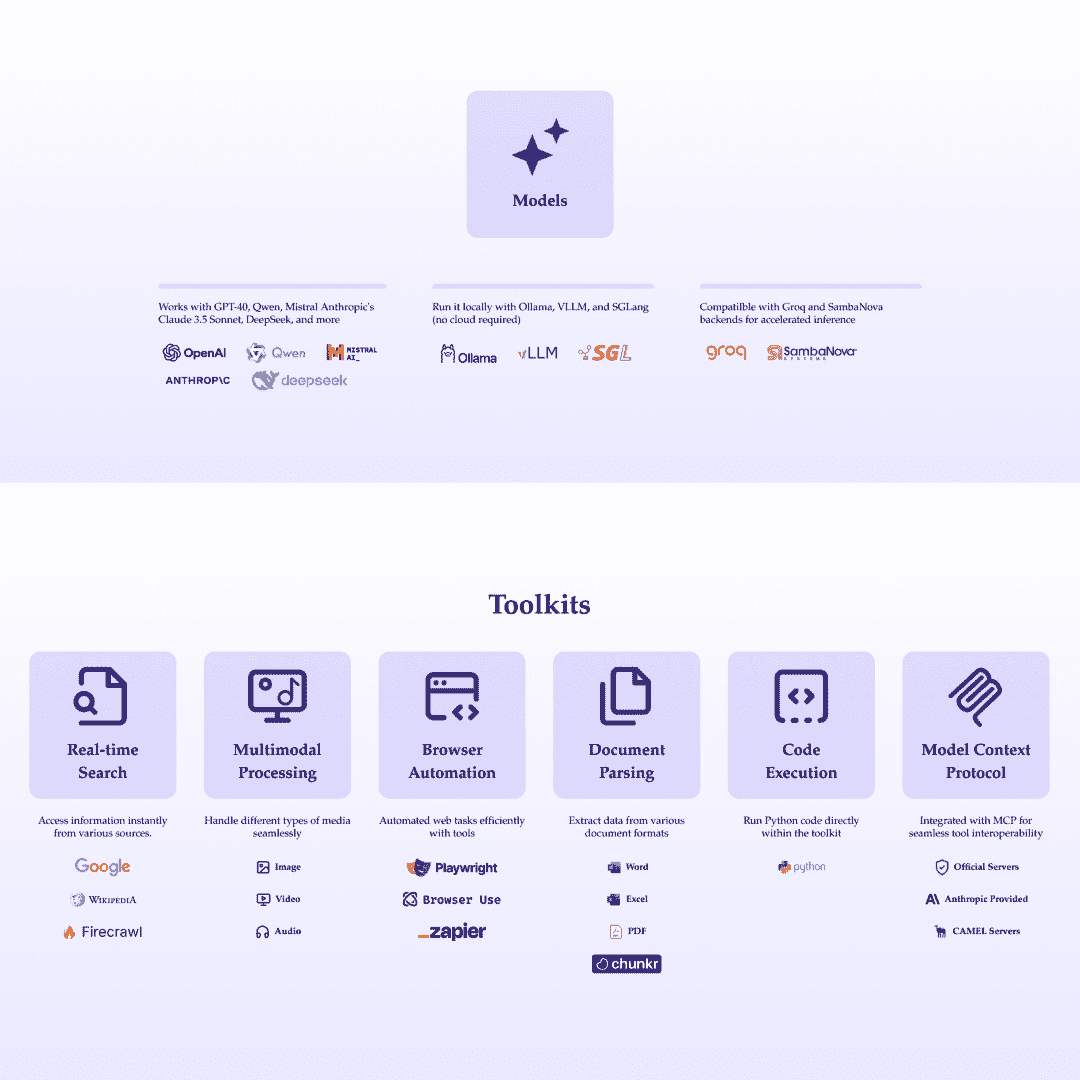 Models
Works with GPT-40, Qwen, Mistral Anthropic's
Claude 3.5 Sonnet, DeepSeek, and more
OpenAI Qwen MISTRAL
AI_
ANTHROP\C deepseek
Run it locally with Ollama, VLLM, and SGLang
(no cloud required)
Ollama vLLM SGL
Compatilble with Groq and SambaNova
backends for accelerated inference
groq SambaNova
SYSTEMS
Toolkits
Real-time
Search
Access information instantly
from various sources.
Google
WIKIPEDIA
Firecrawl
Multimodal
Processing
Handle different types of media
seamlessly
Image
Video
Audio
Browser
Automation
Automated web tasks efficiently
with tools
Playwright
Browser Use
_zapier
Document
Parsing
Extract data from various
document formats
Word
Excel
PDF
chunkr
Code
Execution
Run Python code directly
within the toolkit
python
Model Context
Protocol
Integrated with MCP for
seamless tool interoperability
Official Servers
Anthropic Provided
CAMEL Servers